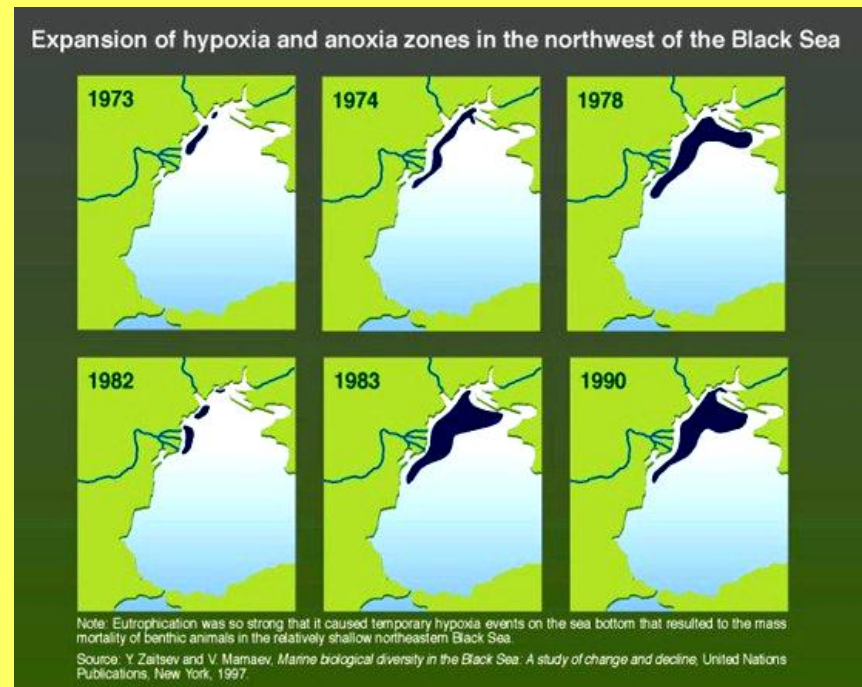 Expansion of hypoxia and anoxia zones in the northwest of the Black Sea
1973
1974
1978
1982
1983
1990
Note: Eutrophication was so strong that it caused temporary hypoxia events on the sea bottom that resulted to the mass
mortality of benthic animals in the relatively shallow northeastern Black Sea.
Source: Y. Zaitsev and V. Mamaev, Marine biological diversity in the Black Sea: A study of change and decline, United Nations
Publications, New York, 1997.